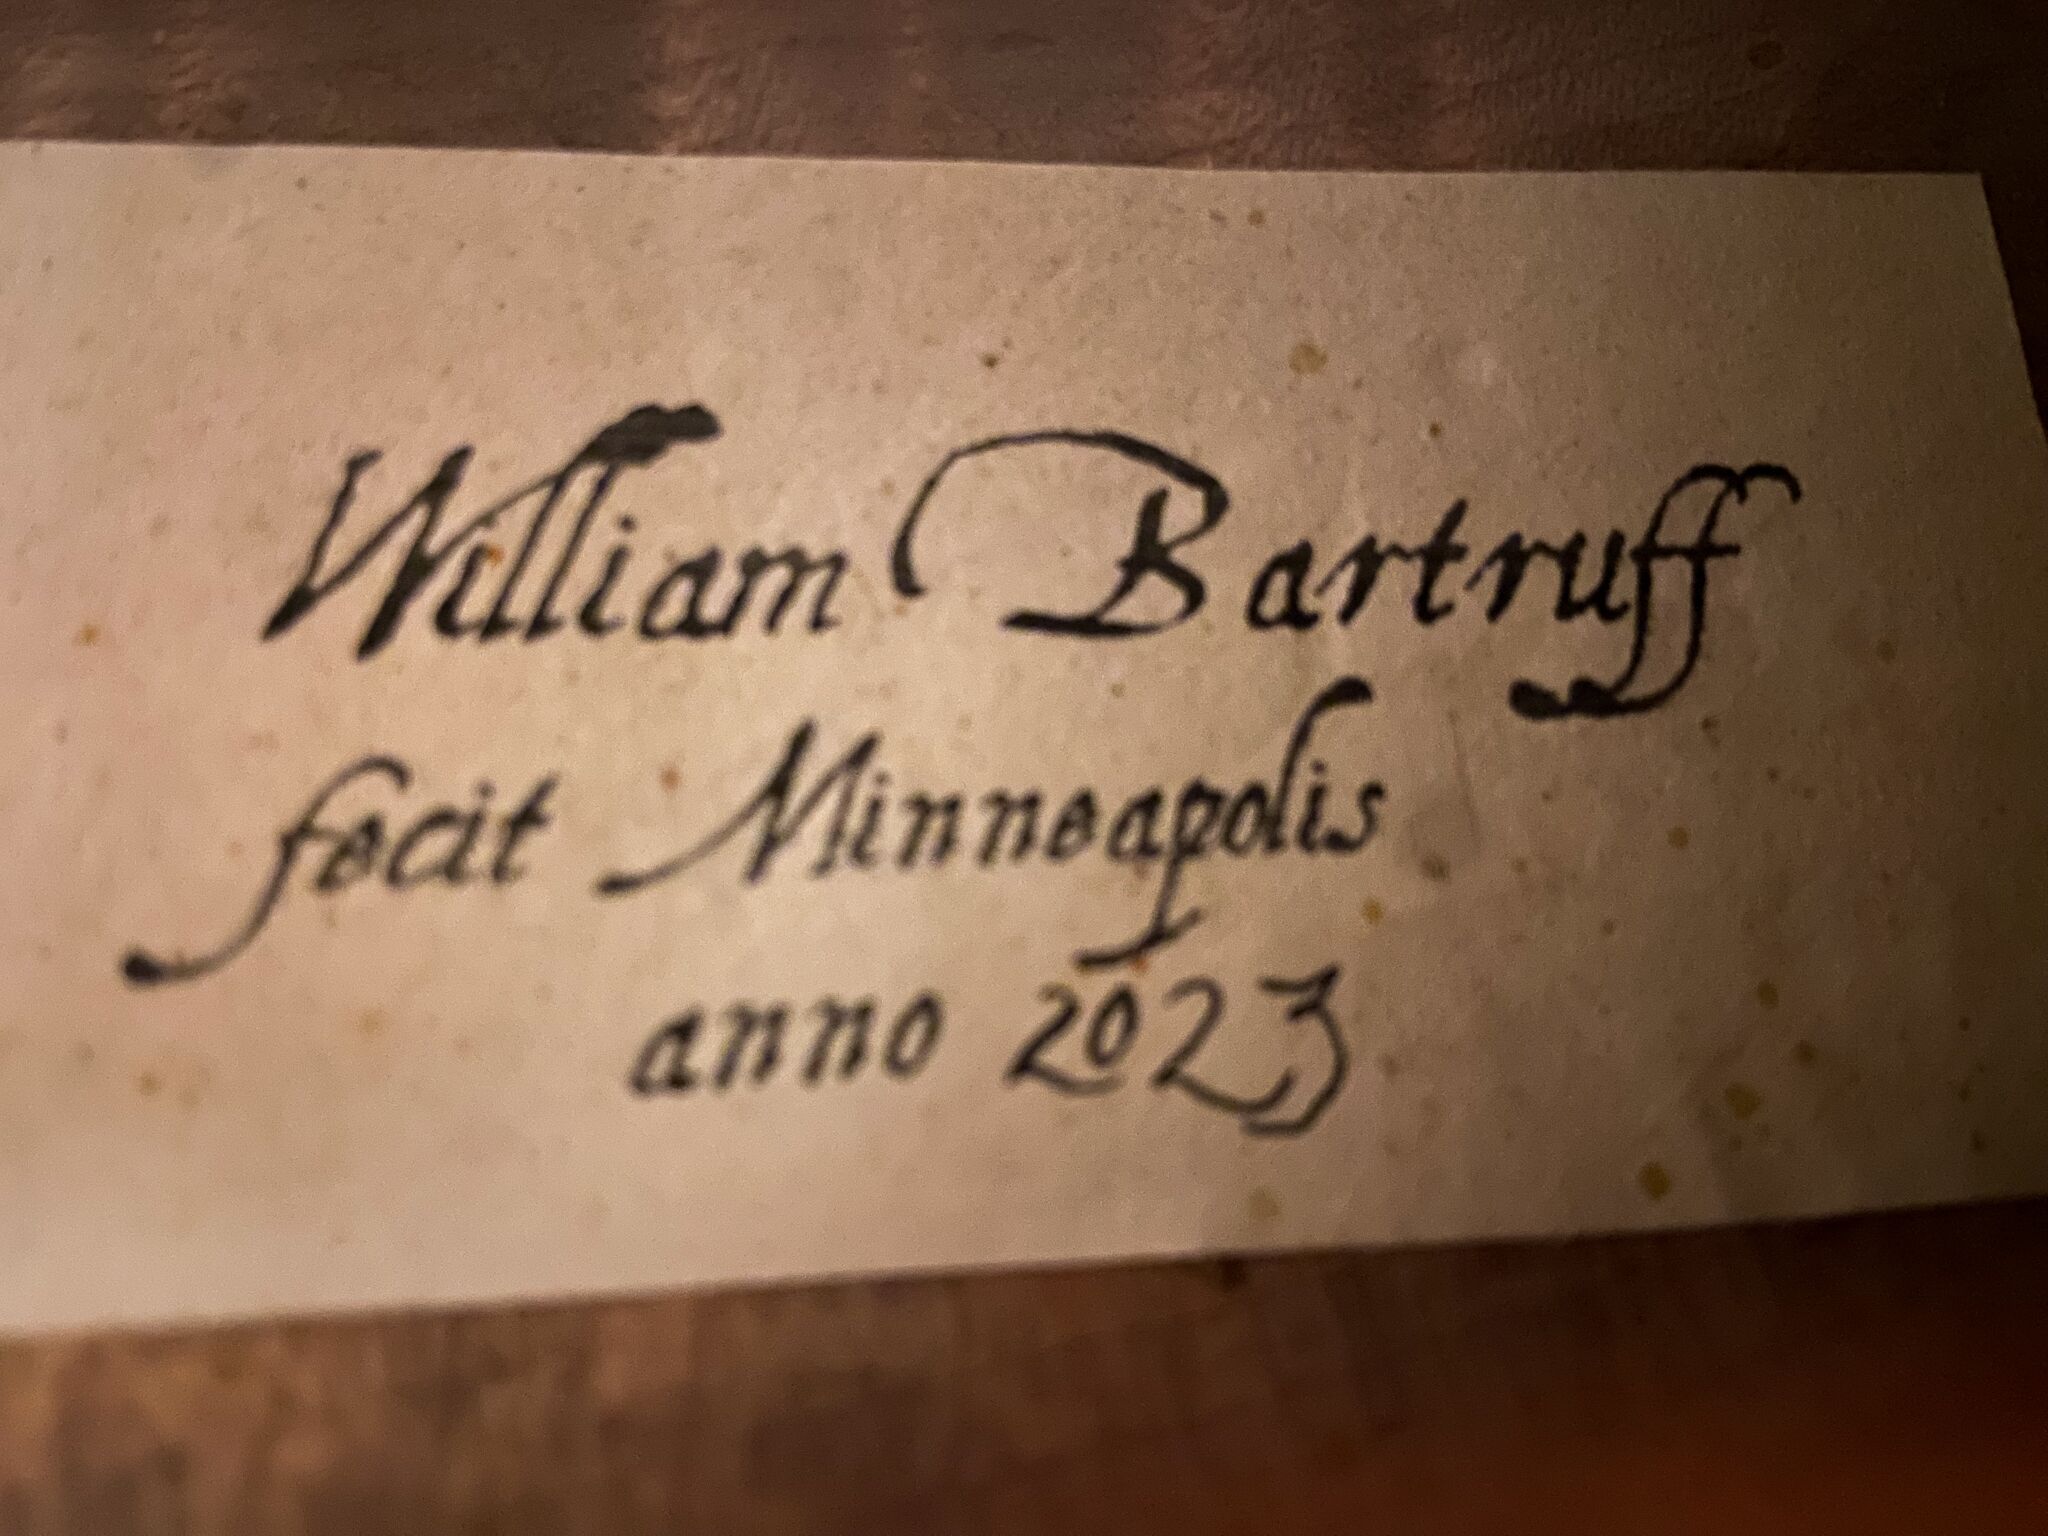 William Bartruff
fecit Minneapolis
anno 2023